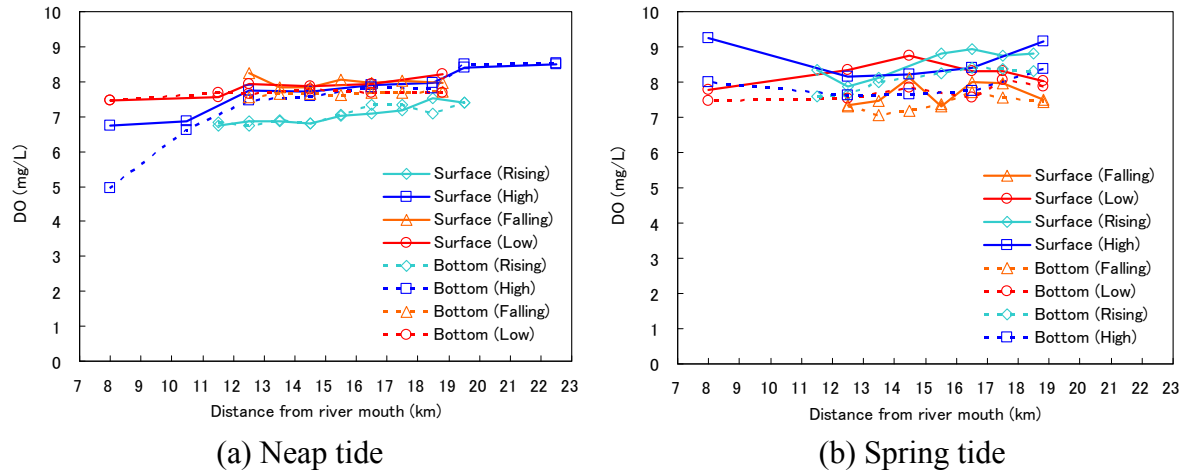 10
9
8
7
6
5
4
3
2
1
0
DO (mg/L)
Surface (Rising)
Surface (High)
Surface (Falling)
Surface (Low)
Bottom (Rising)
Bottom (High)
Bottom (Falling)
Bottom (Low)
7 8 9 10 11 12 13 14 15 16 17 18 19 20 21 22 23
Distance from river mouth (km)
(a) Neap tide
10
9
8
7
6
5
4
3
2
1
0
DO (mg/L)
Surface (Falling)
Surface (Low)
Surface (Rising)
Surface (High)
Bottom (Falling)
Bottom (Low)
Bottom (Rising)
Bottom (High)
7 8 9 10 11 12 13 14 15 16 17 18 19 20 21 22 23
Distance from river mouth (km)
(b) Spring tide